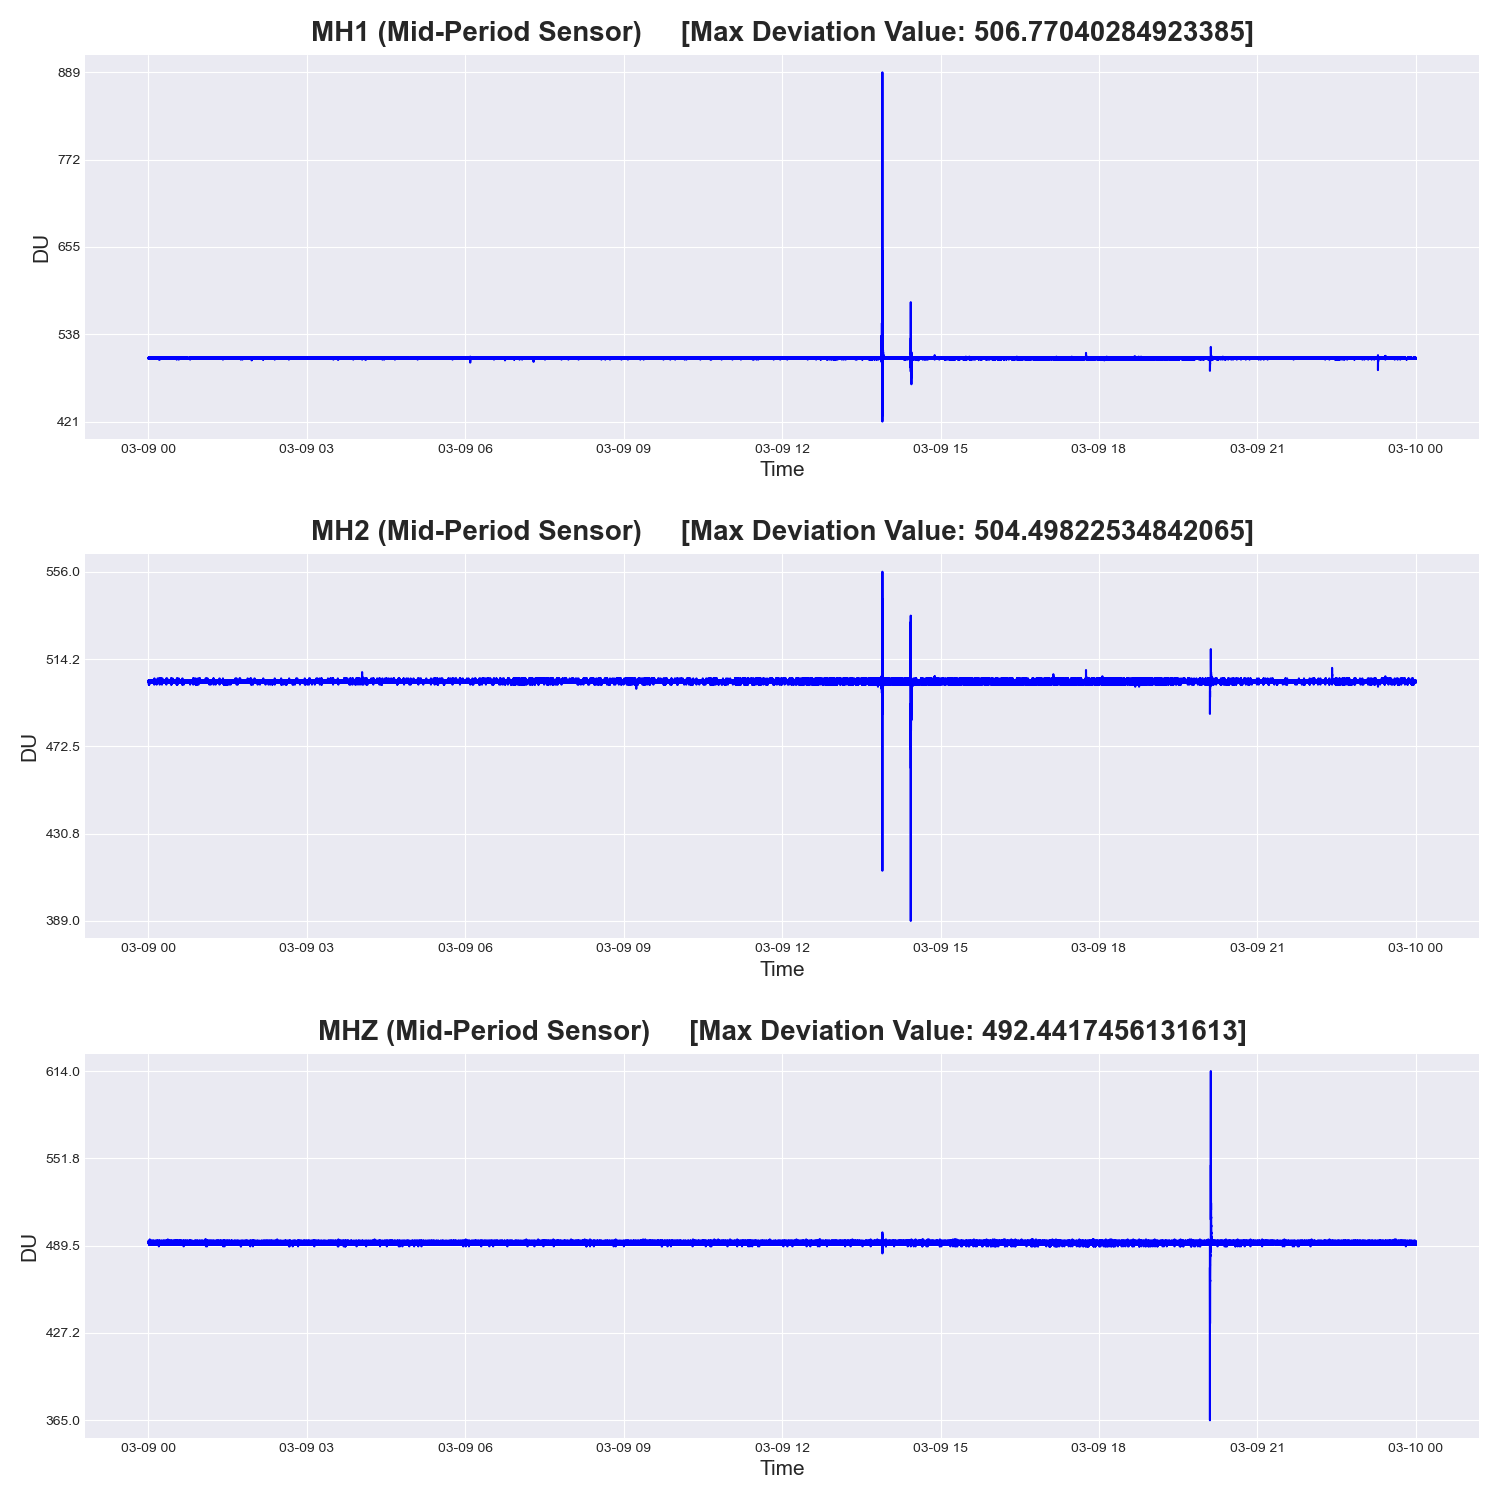 MH1 (Mid-Period Sensor) [Max Deviation Value: 506.77040284923385]
889
772
655
538
421
DU
03-09 00 03-09 03 03-09 06 03-09 09 03-09 12 03-09 15 03-09 18 03-09 21 03-10 00
Time
MH2 (Mid-Period Sensor) [Max Deviation Value: 504.49822534842065]
556.0
514.2
472.5
430.8
389.0
DU
03-09 00 03-09 03 03-09 06 03-09 09 03-09 12 03-09 15 03-09 18 03-09 21 03-10 00
Time
MHZ (Mid-Period Sensor) [Max Deviation Value: 492.4417456131613]
614.0
551.8
489.5
427.2
365.0
DU
03-09 00 03-09 03 03-09 06 03-09 09 03-09 12 03-09 15 03-09 18 03-09 21 03-10 00
Time